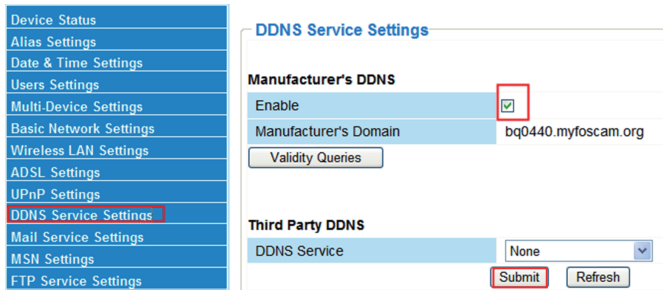 Device Status
Alias Settings
Date & Time Settings
Users Settings
Multi-Device Settings
Basic Network Settings
Wireless LAN Settings
ADSL Settings
UPnP Settings
DDNS Service Settings
Mail Service Settings
MSN Settings
FTP Service Settings
DDNS Service Settings
Manufacturer's DDNS
Enable
Manufacturer's Domain bq0440.myfoscam.org
Validity Queries
Third Party DDNS
DDNS Service None
Submit Refresh